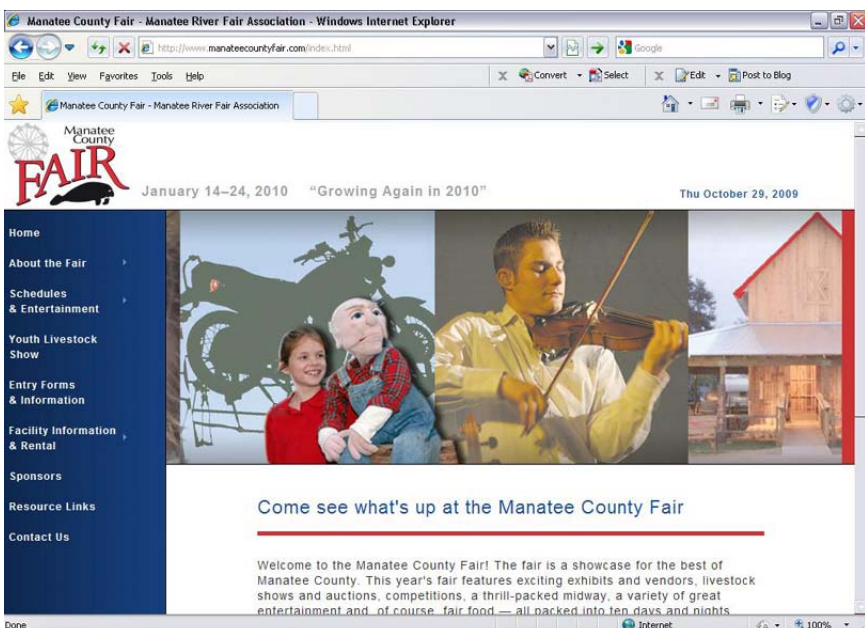 Manatee County Fair - Manatee River Fair Association - Windows Internet Explorer
http://www.manateecountyfair.com/index.html
Google
File Edit View Favorites Tools Help
X Convert Select
X Edit Post to Blog
Manatee County Fair - Manatee River Fair Association
Manatee
County
FAIR
January 14–24, 2010 "Growing Again in 2010"
Thu October 29, 2009
Home
About the Fair
Schedules
& Entertainment
Youth Livestock
Show
Entry Forms
& Information
Facility Information
& Rental
Sponsors
Resource Links
Contact Us
Come see what's up at the Manatee County Fair
Welcome to the Manatee County Fair! The fair is a showcase for the best of
Manatee County. This year's fair features exciting exhibits and vendors, livestock
shows and auctions, competitions, a thrill-packed midway, a variety of great
entertainment and, of course, fair food — all packed into ten days and nights
Done
Internet
100%